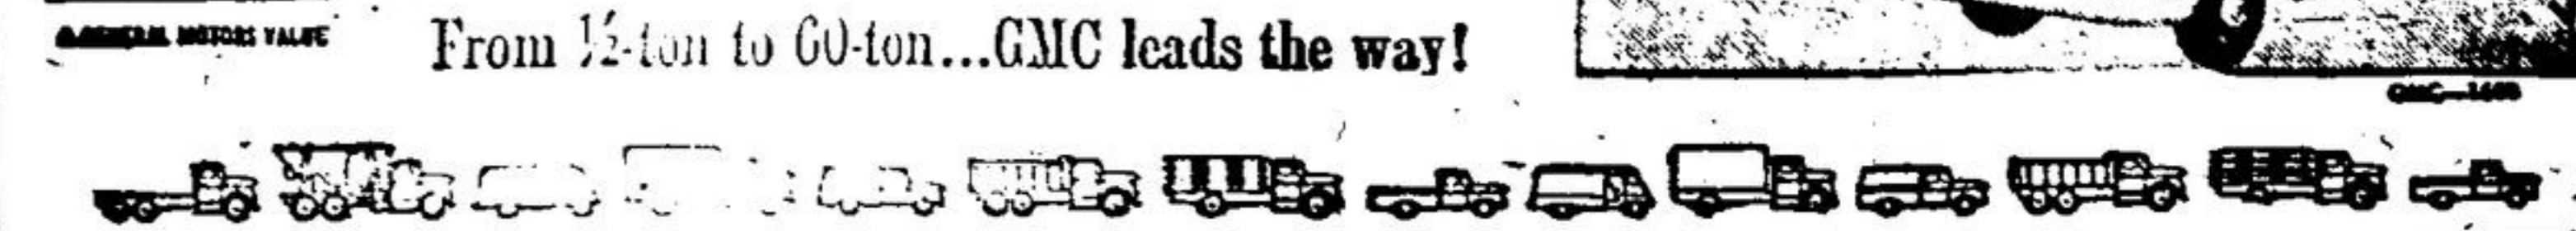 A GENERAL MOTORS VALUE
From ½-ton to 60-ton...GMC leads the way!